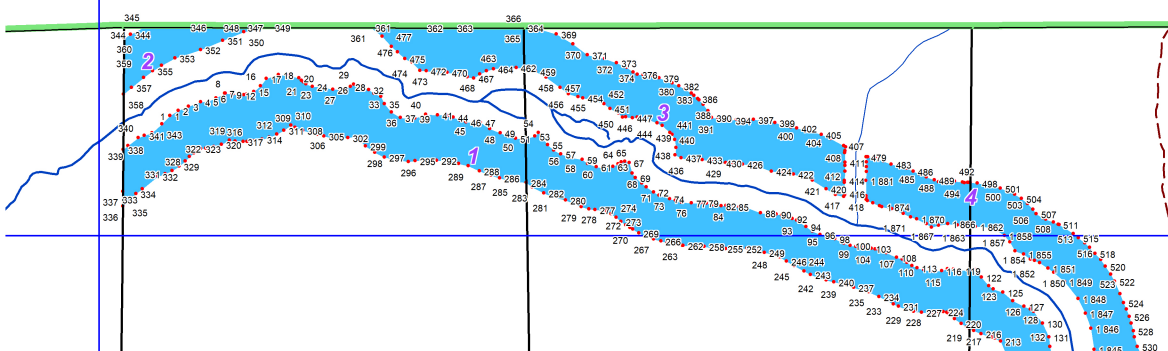 345
366
344 344 346 348 347 349
361 362 363 364
351 350 361 477 365 369
360 2 353 352 476 370 371
355 475 463 372 373
357 474 472 470 464 462 374 376 379
16 17 18 20 29 473 467 459 380 382
358 8 21 24 26 28 32 468 458 457 383 386
4 5 6 7 9 12 15 23 27 33 35 40 456 455 454 452 451 3 388
1 1 2 3 309 310 36 37 39 41 44 46 47 450 447 441 391 390 394 397 399 402 405
340 341 343 319 316 312 311 308 45 48 49 54 53 446 444 439 440 400 404 407
338 322 323 320 317 314 306 305 302 50 51 55 438 408 411 479 483
339 328 329 299 298 297 295 292 1 56 57 59 64 65 67 437 433 430 426 412 485 486 492
331 332 296 289 288 286 58 60 61 63 436 429 424 422 414 1 881 488 489 498 501
334 287 284 68 69 421 420 416 494 4 500 503 504
337 333 283 282 280 71 72 74 77 79 82 85 417 418 1 874 507
336 335 281 279 277 274 73 76 84 88 90 92 94 1 870 1 866 1 862 506 511
278 272 273 269 93 95 96 1 871 1 867 1 863 1 858 508 513 515
270 267 266 262 258 255 252 249 98 100 103 1 857 1 855 516 518
263 248 246 244 99 104 108 1 854 1 851 520
245 243 107 110 113 116 119 122 1 852 1 850 1 849 523 522
242 240 237 115 123 125 1 848 524
239 235 234 231 126 127 1 847 526
233 229 228 227 224 220 128 130 1 846 528
219 217 216 213 132 131 1 845 530